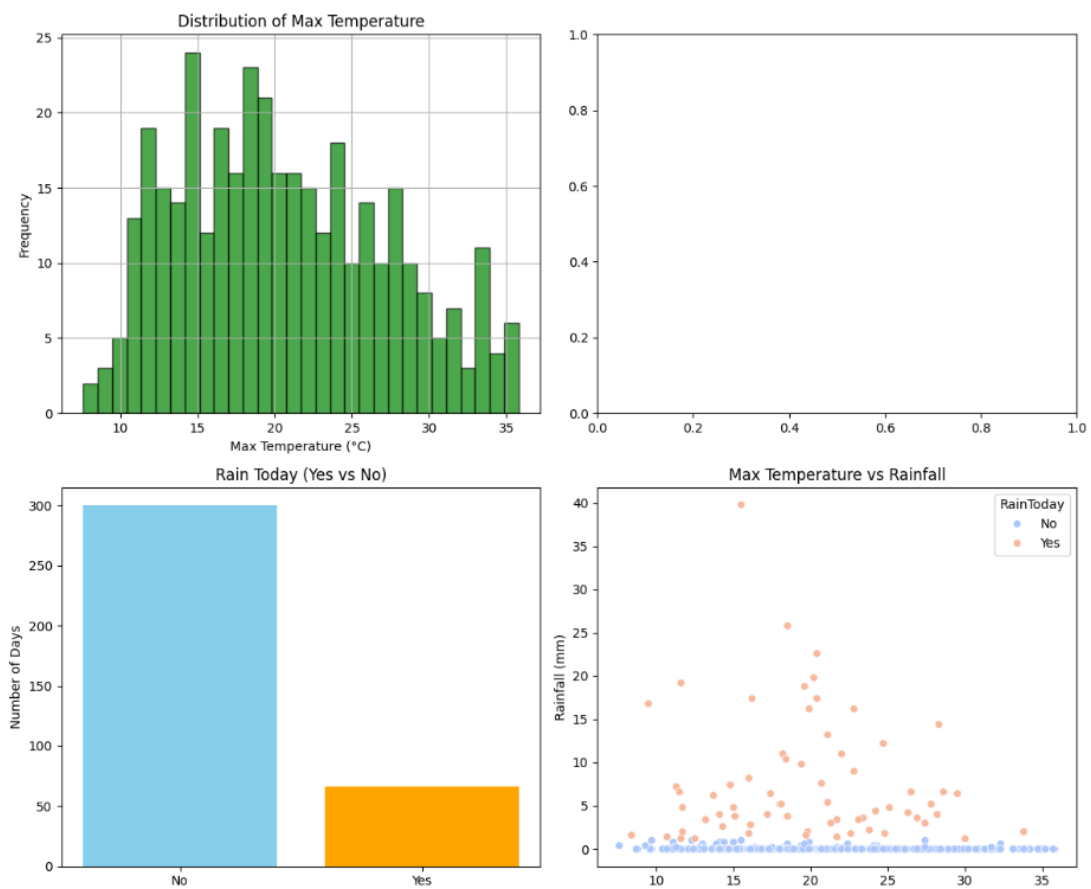 Distribution of Max Temperature
25
20
15
10
5
0
Frequency
10 15 20 25 30 35
Max Temperature (°C)
1.0
0.8
0.6
0.4
0.2
0.0
0.0 0.2 0.4 0.6 0.8 1.0
Rain Today (Yes vs No)
300
250
200
150
100
50
0
Number of Days
No Yes
Max Temperature vs Rainfall
40
35
30
25
20
15
10
5
0
Rainfall (mm)
RainToday
No
Yes
10 15 20 25 30 35